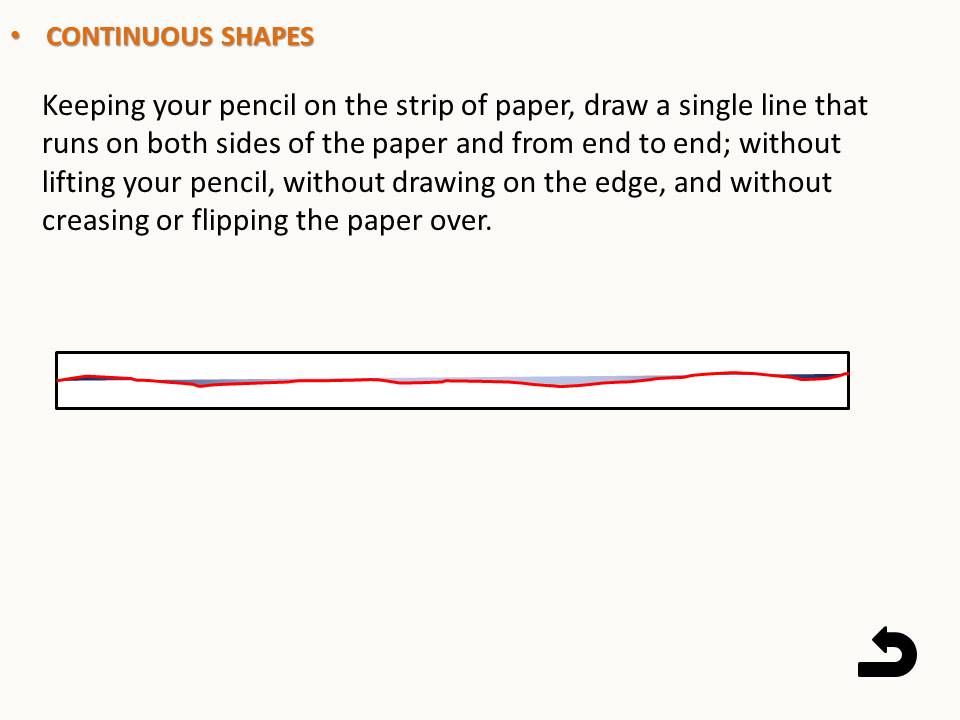 • CONTINUOUS SHAPES
Keeping your pencil on the strip of paper, draw a single line that
runs on both sides of the paper and from end to end; without
lifting your pencil, without drawing on the edge, and without
creasing or flipping the paper over.